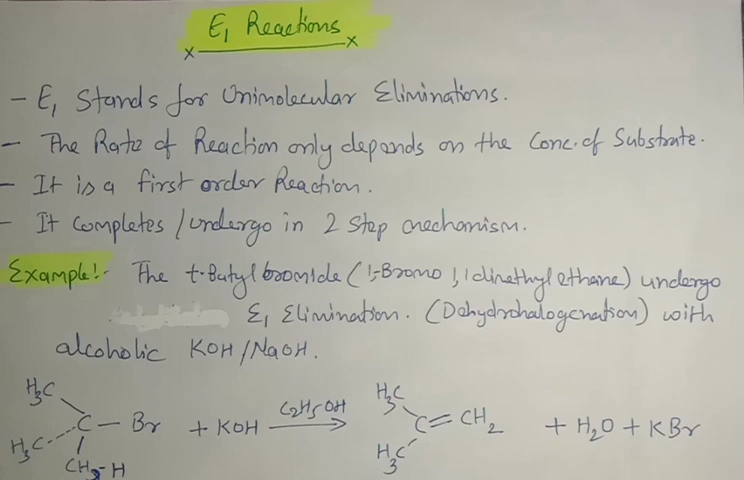 E₁ Reactions
- E₁ Stands for Unimolecular Eliminations.
- The Rate of Reaction only depends on the Conc. of Substrate.
- It is a first order Reaction.
- It Completes / undergo in 2 Step mechanism.
Example:- The t-Butyl bromide (1,-Bromo 1,1 dimethyl ethane) undergo
E₁ Elimination. (Dehydrohalogenation) with
alcoholic KOH/NaOH.
H₃C H₃C
C - Br + KOH C₂H₅OH → C=CH₂ + H₂O + KBr
H₃C H₃C
CH₂-H